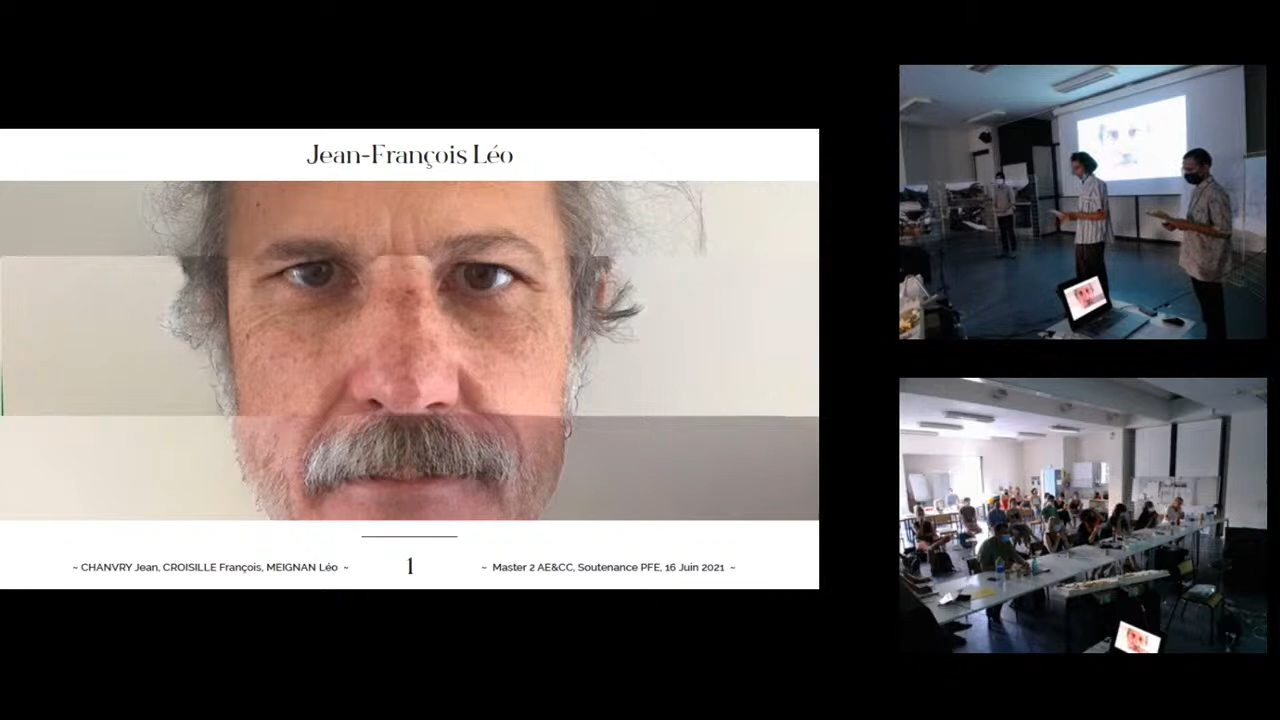 Jean-François Léo
~ CHANVRY Jean, CROISILLE François, MEIGNAN Léo ~
1
~ Master 2 AE&CC, Soutenance PFE, 16 Juin 2021 ~